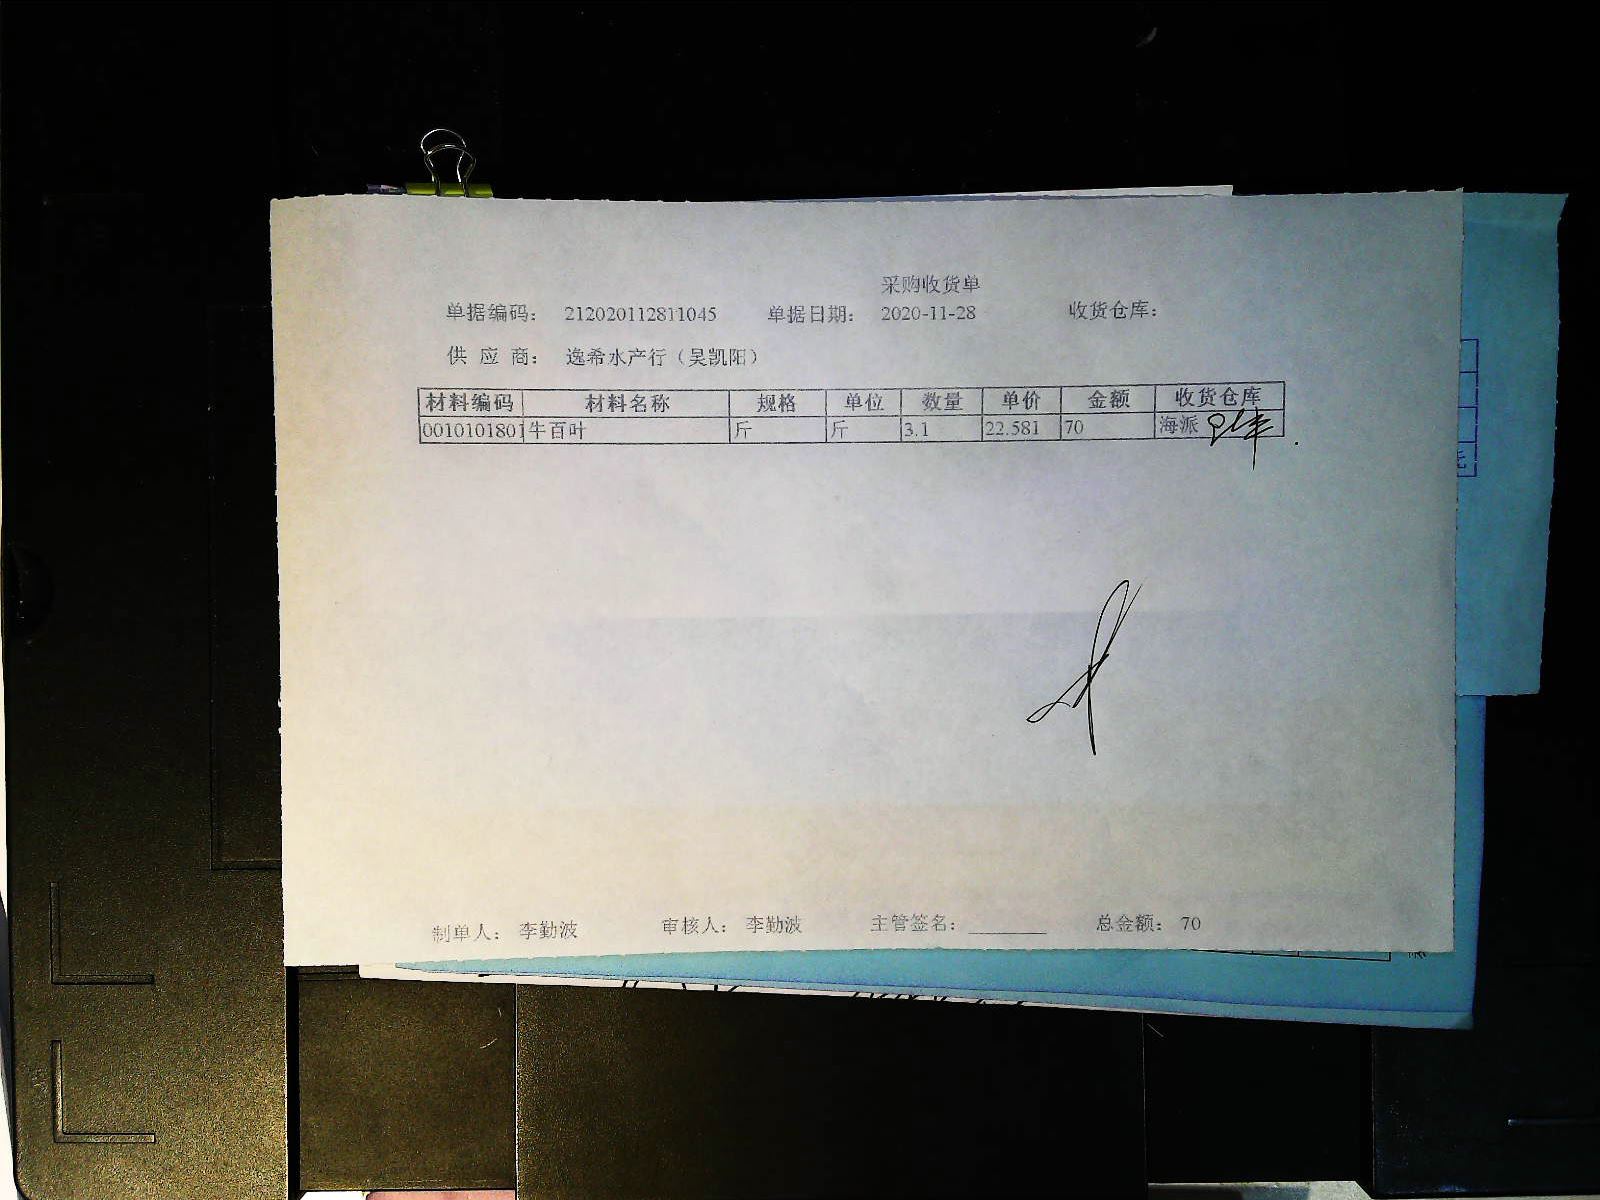 采购收货单
单据编码： 212020112811045 单据日期： 2020-11-28 收货仓库：
供 应 商： 逸希水产行（吴凯阳）
材料编码 材料名称 规格 单位 数量 单价 金额 收货仓库
0010101801 牛百叶 斤 斤 3.1 22.581 70 海派
制单人： 李勤波 审核人： 李勤波 主管签名：________ 总金额： 70